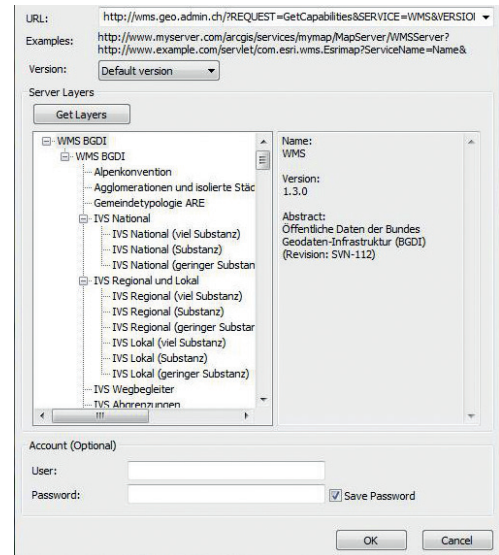 URL: http://wms.geo.admin.ch/?REQUEST=GetCapabilities&SERVICE=WMS&VERSIOI
Examples: http://www.myserver.com/arcgis/services/mymap/MapServer/WMSServer?
http://www.example.com/servlet/com.esri.wms.Esrimap?ServiceName=Name&
Version: Default version
Server Layers
Get Layers
WMS BGDI
WMS BGDI
Alpenkonvention
Agglomerationen und isolierte Städ
Gemeindetypologie ARE
IVS National
IVS National (viel Substanz)
IVS National (Substanz)
IVS National (geringer Substan
IVS Regional und Lokal
IVS Regional (viel Substanz)
IVS Regional (Substanz)
IVS Regional (geringer Substar
IVS Lokal (viel Substanz)
IVS Lokal (Substanz)
IVS Lokal (geringer Substanz)
IVS Wegbegleiter
IVS Abgrenzungen
Name:
WMS
Version:
1.3.0
Abstract:
Öffentliche Daten der Bundes
Geodaten-Infrastruktur (BGDI)
(Revision: SVN-112)
Account (Optional)
User:
Password:
Save Password
OK
Cancel